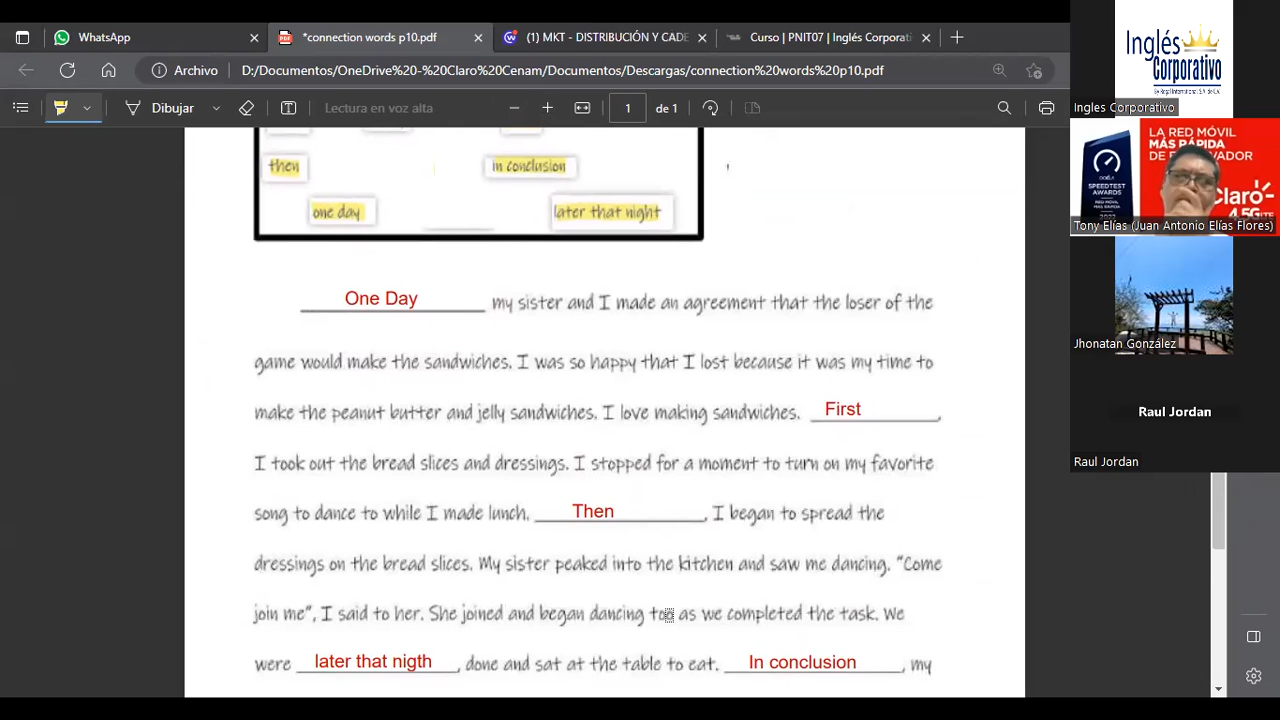 WhatsApp
*connection words p10.pdf
(1) MKT - DISTRIBUCIÓN Y CADE
Curso | PNIT07 | Inglés Corporati
Archivo D:/Documentos/OneDrive%20-%20Claro%20Cenam/Documentos/Descargas/connection%20words%20p10.pdf
Dibujar Lectura en voz alta 1 de 1
then in conclusion
one day later that night
One Day my sister and I made an agreement that the loser of the
game would make the sandwiches. I was so happy that I lost because it was my time to
make the peanut butter and jelly sandwiches. I love making sandwiches. First ,
I took out the bread slices and dressings. I stopped for a moment to turn on my favorite
song to dance to while I made lunch. Then , I began to spread the
dressings on the bread slices. My sister peaked into the kitchen and saw me dancing. "Come
join me", I said to her. She joined and began dancing too as we completed the task. We
were later that nigth , done and sat at the table to eat. In conclusion , my
Inglés
Corporativo
Ingles Corporativo
LA RED MÓVIL
MÁS RÁPIDA
DE
VADOR
SPEEDTEST
AWARDS
Claro
4.5G
Tony Elías (Juan Antonio Elías Flores)
Jhonatan González
Raul Jordan
Raul Jordan